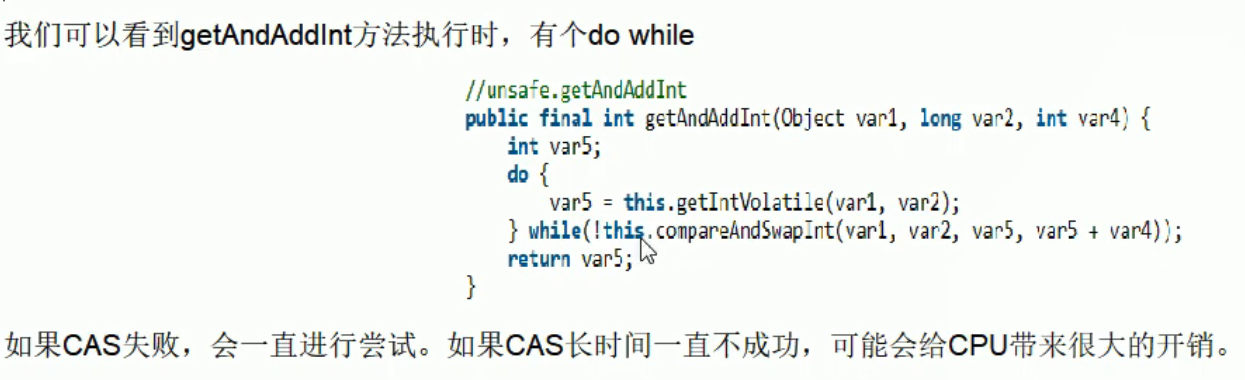 我们可以看到getAndAddInt方法执行时，有个do while
//unsafe.getAndAddInt
public final int getAndAddInt(Object var1, long var2, int var4) {
int var5;
do {
var5 = this.getIntVolatile(var1, var2);
} while(!this.compareAndSwapInt(var1, var2, var5, var5 + var4));
return var5;
}
如果CAS失败，会一直进行尝试。如果CAS长时间一直不成功，可能会给CPU带来很大的开销。